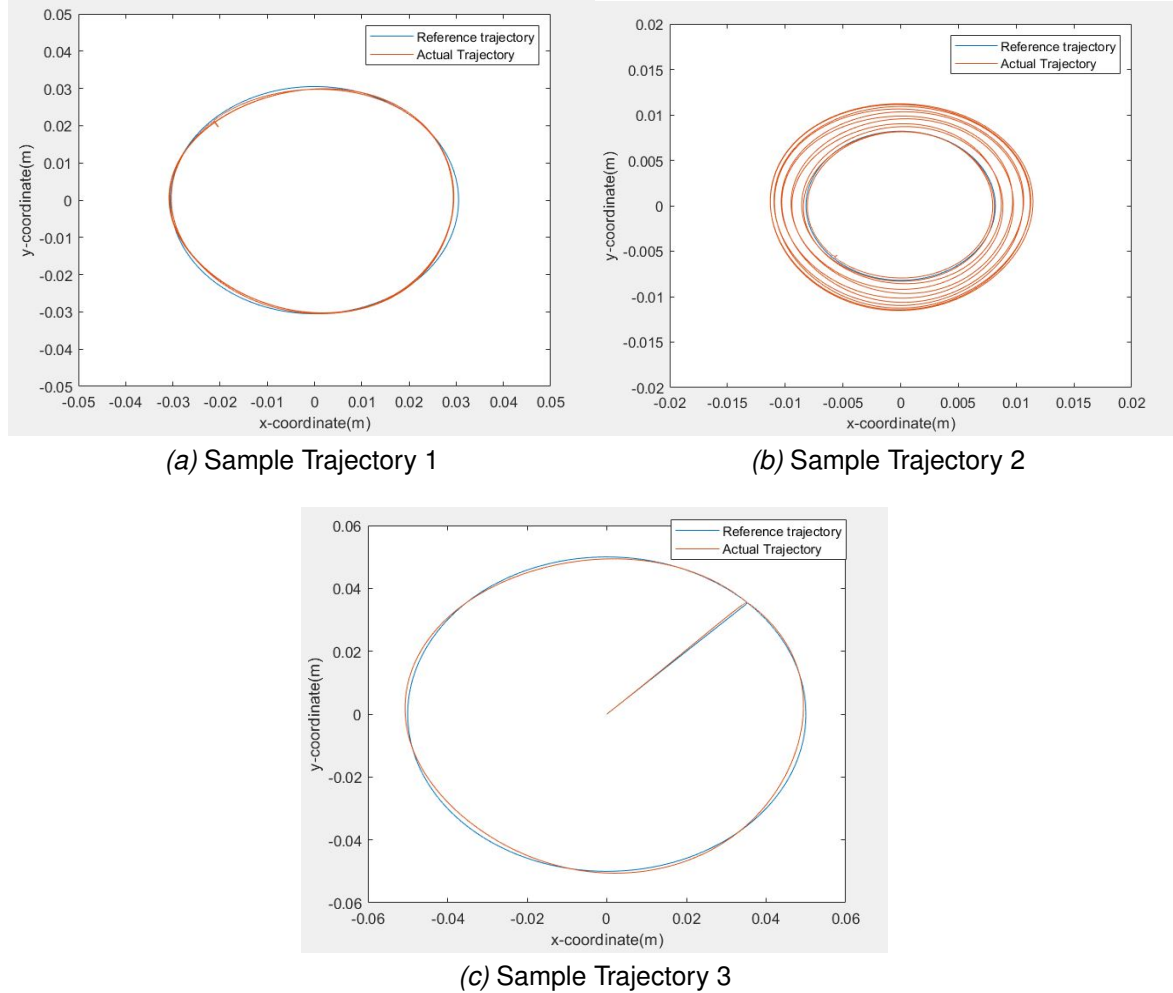 0.05
0.04
0.03
0.02
0.01
0
-0.01
-0.02
-0.03
-0.04
-0.05
y-coordinate(m)
-0.05 -0.04 -0.03 -0.02 -0.01 0 0.01 0.02 0.03 0.04 0.05
x-coordinate(m)
Reference trajectory
Actual Trajectory
(a) Sample Trajectory 1
0.02
0.015
0.01
0.005
0
-0.005
-0.01
-0.015
-0.02
y-coordinate(m)
-0.02 -0.015 -0.01 -0.005 0 0.005 0.01 0.015 0.02
x-coordinate(m)
Reference trajectory
Actual Trajectory
(b) Sample Trajectory 2
0.06
0.04
0.02
0
-0.02
-0.04
-0.06
y-coordinate(m)
-0.06 -0.04 -0.02 0 0.02 0.04 0.06
x-coordinate(m)
Reference trajectory
Actual Trajectory
(c) Sample Trajectory 3